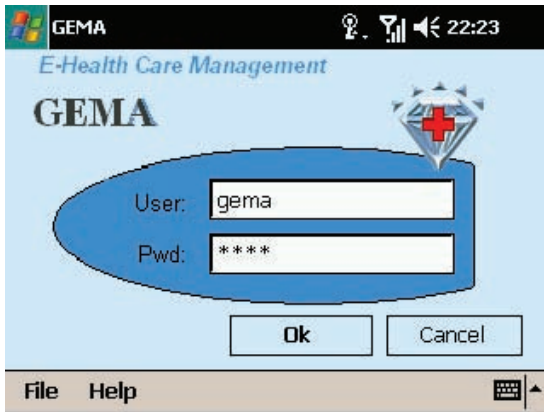 GEMA 22:23
E-Health Care Management
GEMA
User: gema
Pwd: ****
Ok Cancel
File Help